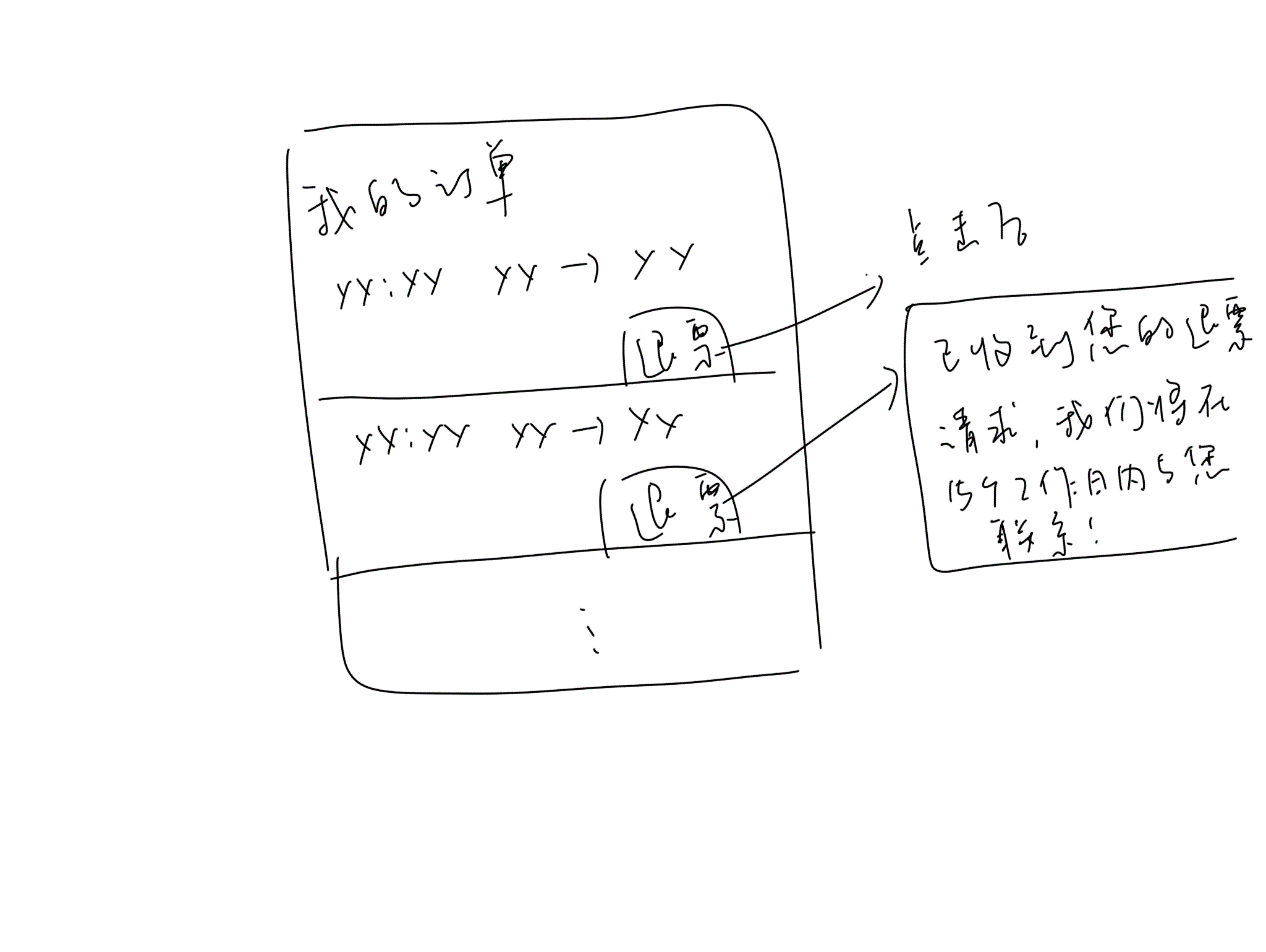 我的订单
YY:YY YY→YY
退票
XX:YY YY→YY
退票
⋮
点击后
已收到您的退票
请求,我们将在
15个工作日内与您
联系!